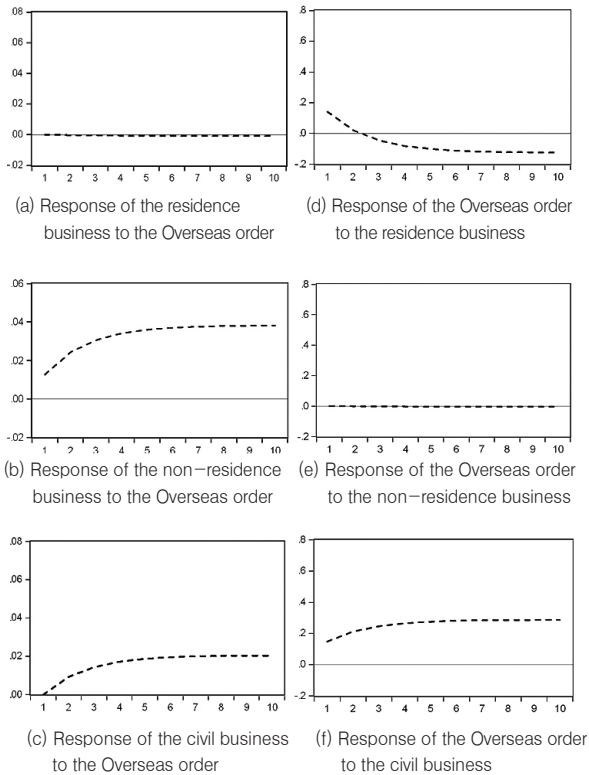 .08
.06
.04
.02
.00
-.02
1 2 3 4 5 6 7 8 9 10
(a) Response of the residence
business to the Overseas order
.8
.6
.4
.2
.0
-.2
1 2 3 4 5 6 7 8 9 10
(d) Response of the Overseas order
to the residence business
.06
.04
.02
.00
-.02
1 2 3 4 5 6 7 8 9 10
(b) Response of the non-residence
business to the Overseas order
.8
.6
.4
.2
.0
-.2
1 2 3 4 5 6 7 8 9 10
(e) Response of the Overseas order
to the non-residence business
.08
.06
.04
.02
.00
1 2 3 4 5 6 7 8 9 10
(c) Response of the civil business
to the Overseas order
.8
.6
.4
.2
.0
-.2
1 2 3 4 5 6 7 8 9 10
(f) Response of the Overseas order
to the civil business